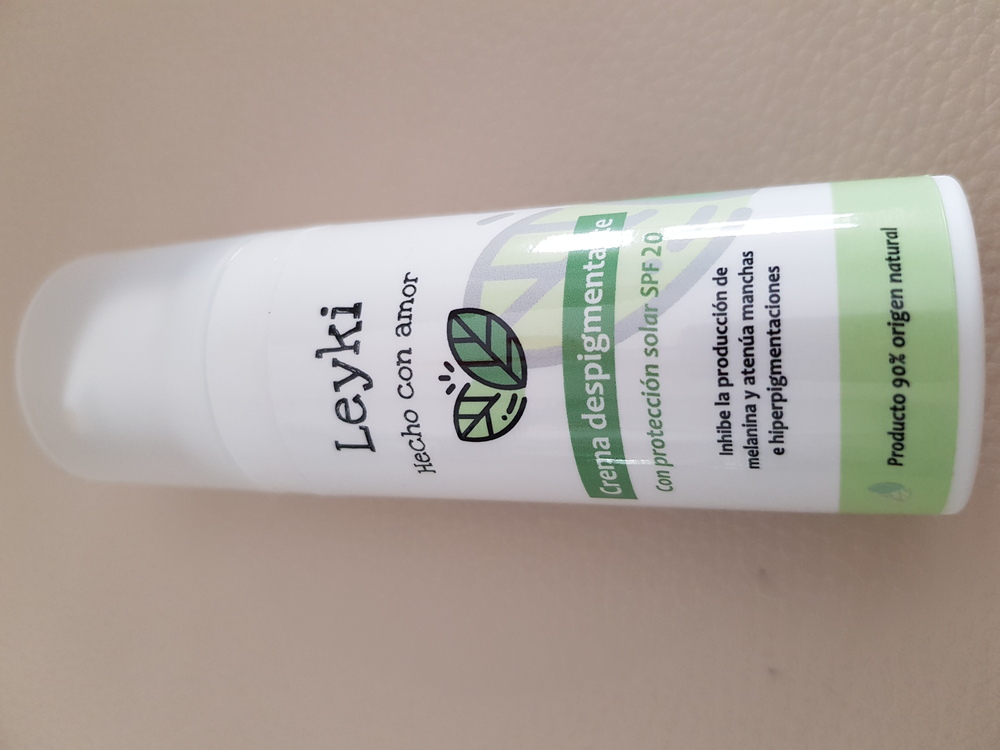 Leyki
Hecho con amor
Crema despigmentante
Con protección solar SPF 20
Inhibe la producción de
melanina y atenúa manchas
e hiperpigmentaciones
Producto 90% origen natural